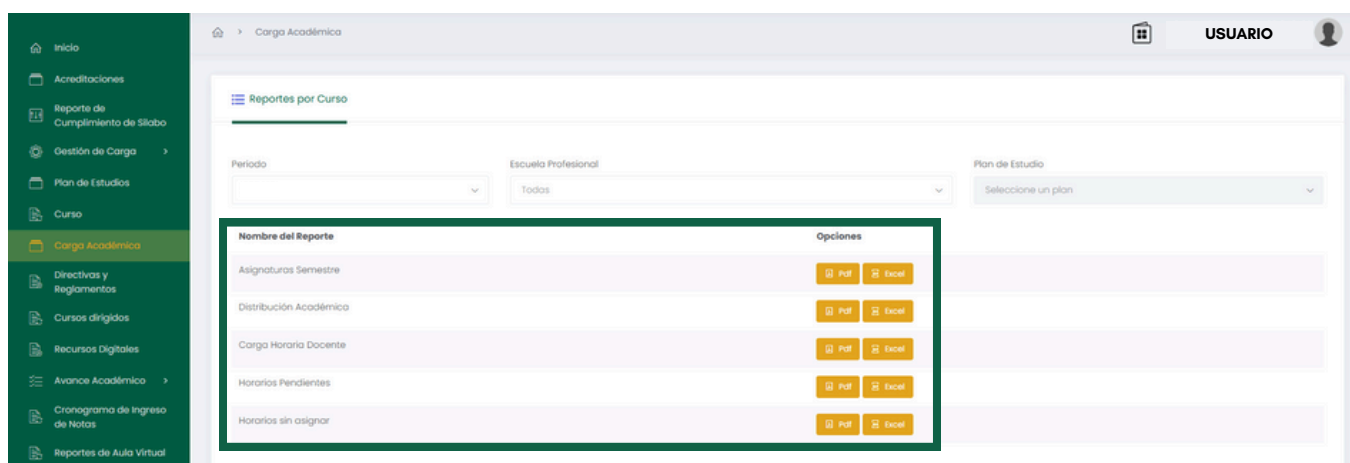 Carga Académica
USUARIO
Inicio
Acreditaciones
Reporte de
Cumplimiento de Silabo
Gestión de Carga
Plan de Estudios
Curso
Carga Académica
Directivas y
Reglamentos
Cursos dirigidos
Recursos Digitales
Avance Académico
Cronograma de Ingreso
de Notas
Reportes de Aula Virtual
Reportes por Curso
Periodo
Escuela Profesional
Plan de Estudio
Todas
Seleccione un plan
Nombre del Reporte
Opciones
Asignaturas Semestre
Pdf
Excel
Distribución Académica
Pdf
Excel
Carga Horaria Docente
Pdf
Excel
Horarios Pendientes
Pdf
Excel
Horarios sin asignar
Pdf
Excel